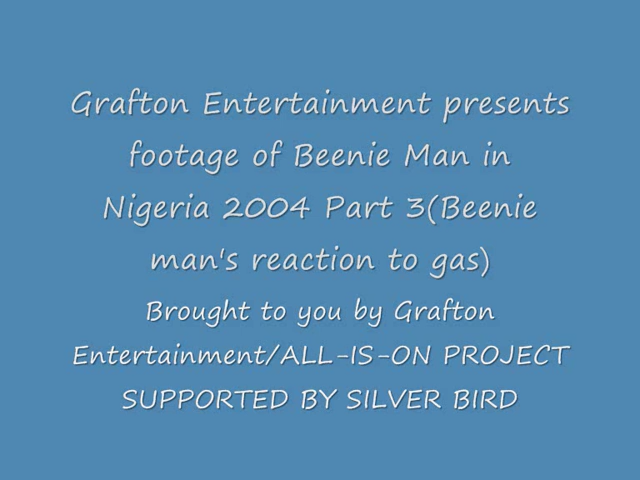 Grafton Entertainment presents
footage of Beenie Man in
Nigeria 2004 Part 3(Beenie
man's reaction to gas)
Brought to you by Grafton
Entertainment/ALL-IS-ON PROJECT
SUPPORTED BY SILVER BIRD